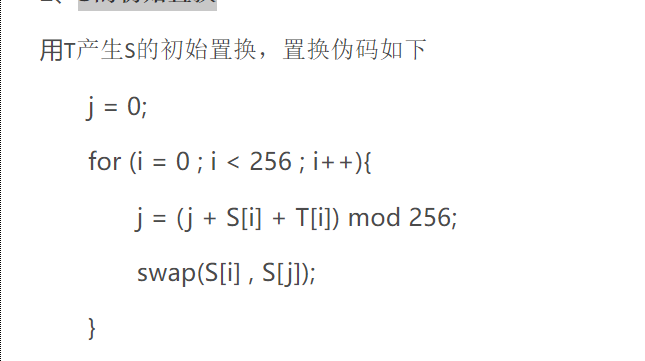 用T产生S的初始置换，置换伪码如下
j = 0;
for (i = 0 ; i < 256 ; i++){
j = (j + S[i] + T[i]) mod 256;
swap(S[i] , S[j]);
}